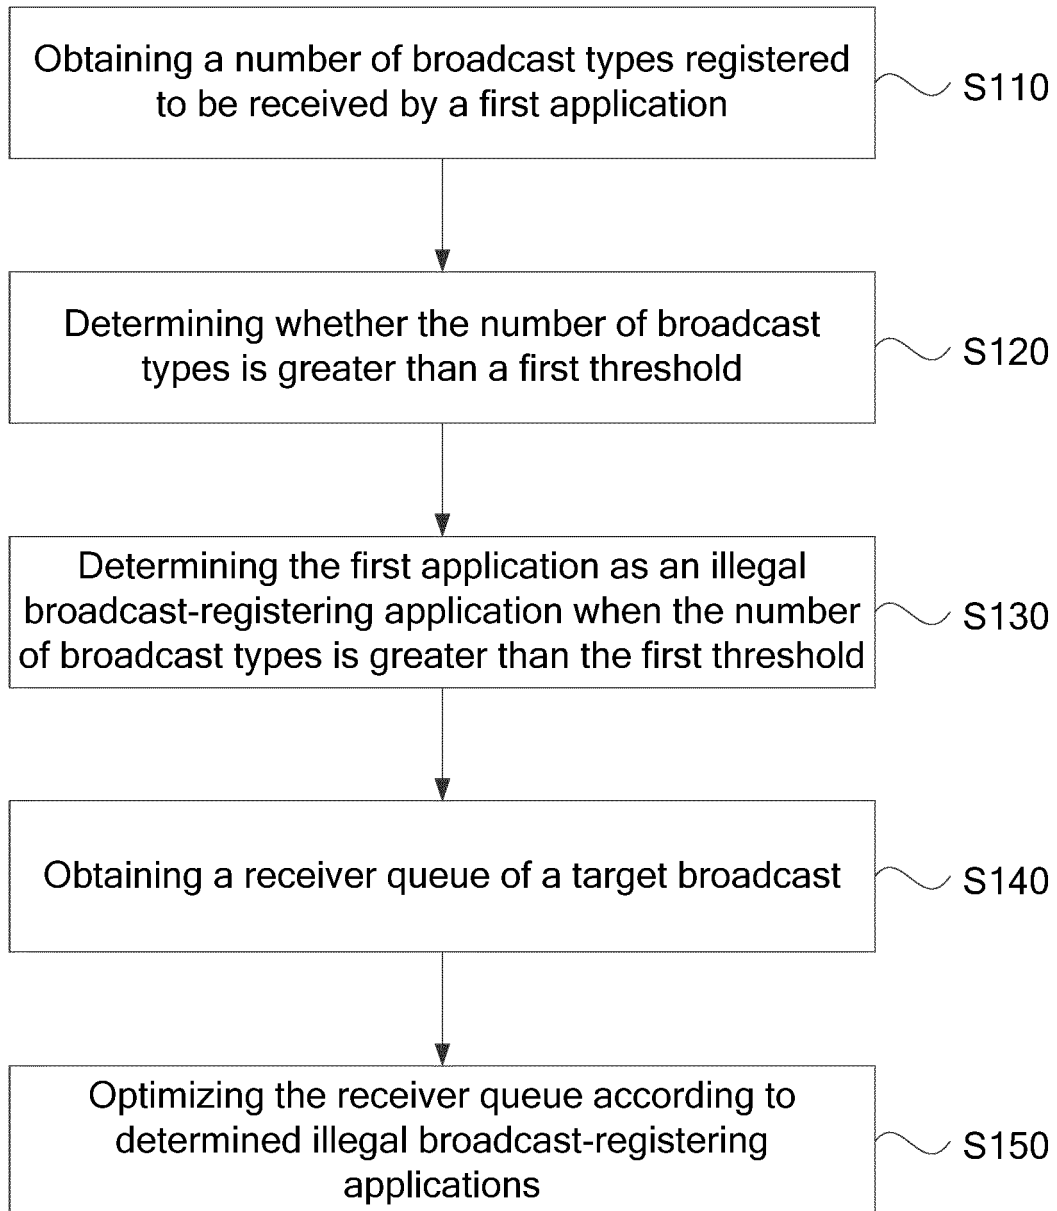 Obtaining a number of broadcast types registered
to be received by a first application
S110
Determining whether the number of broadcast
types is greater than a first threshold
S120
Determining the first application as an illegal
broadcast-registering application when the number
of broadcast types is greater than the first threshold
S130
Obtaining a receiver queue of a target broadcast
S140
Optimizing the receiver queue according to
determined illegal broadcast-registering
applications
S150